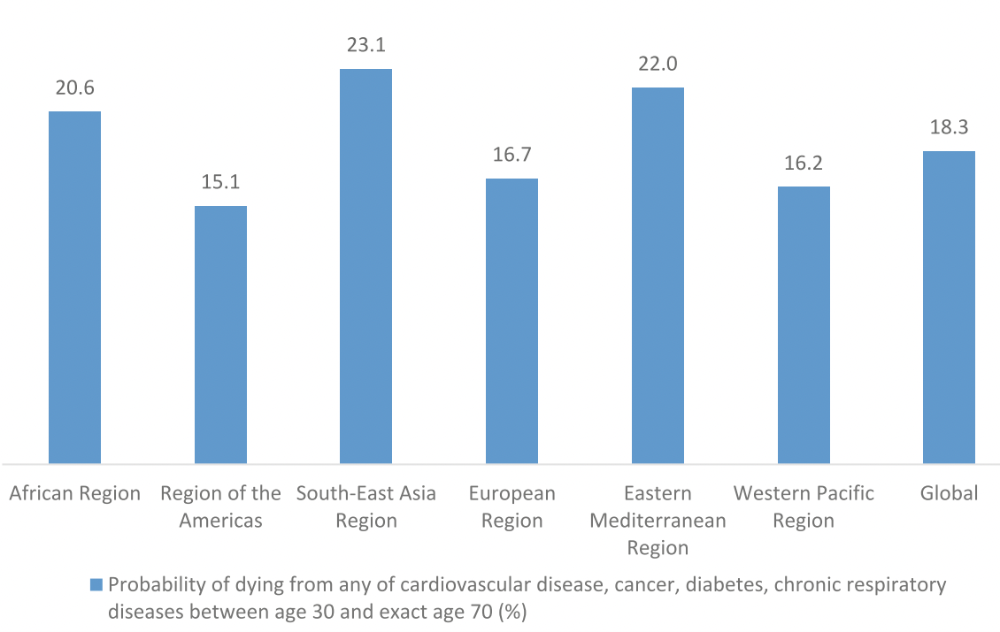 20.6
15.1
23.1
16.7
22.0
16.2
18.3
African Region
Region of the
Americas
South-East Asia
Region
European
Region
Eastern
Mediterranean
Region
Western Pacific
Region
Global
Probability of dying from any of cardiovascular disease, cancer, diabetes, chronic respiratory
diseases between age 30 and exact age 70 (%)